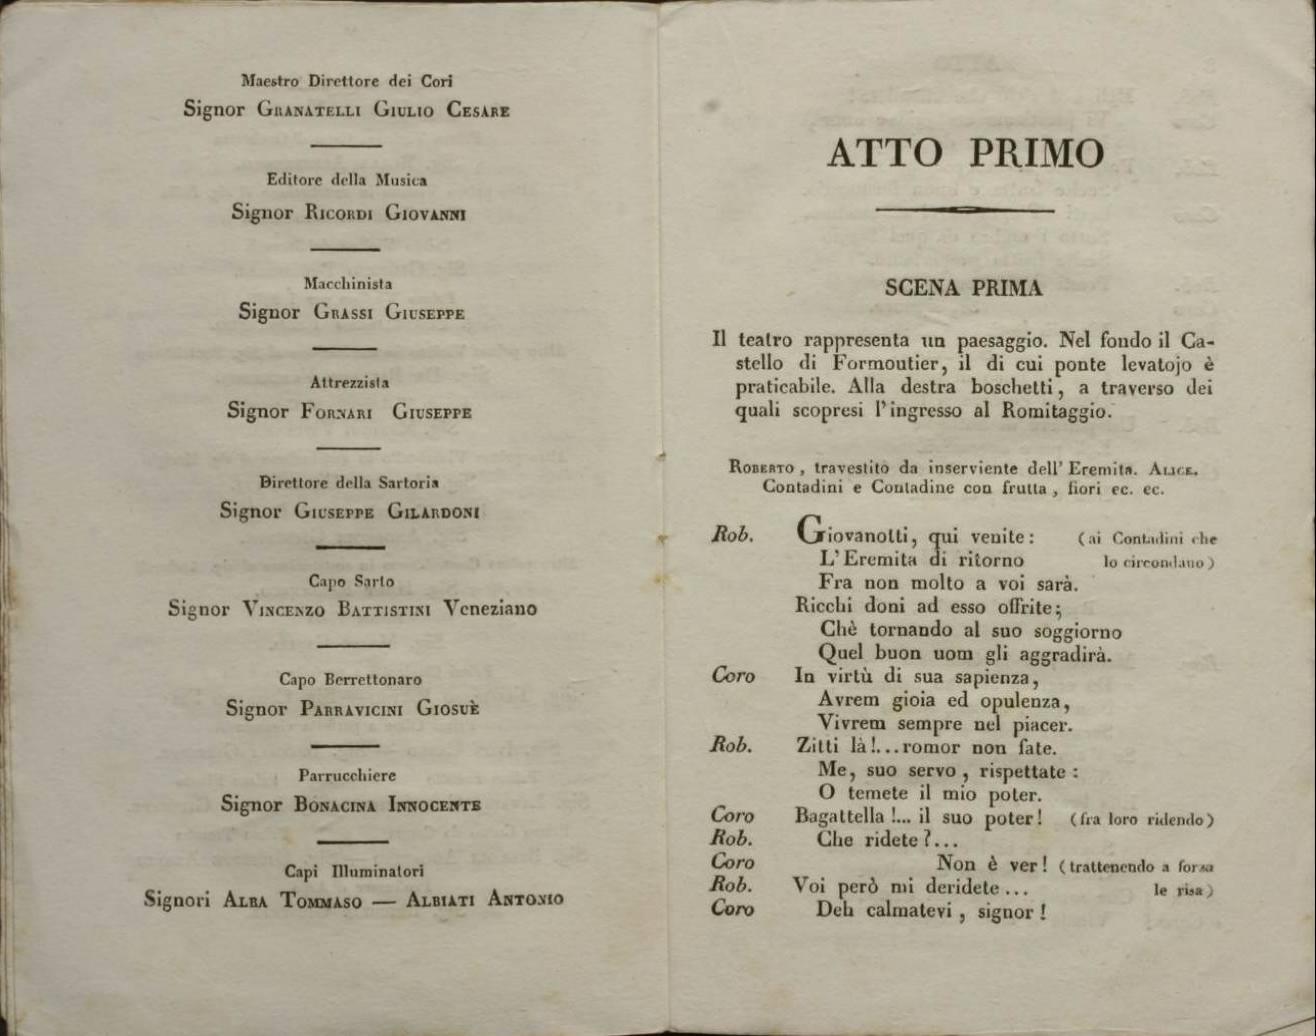 Maestro Direttore dei Cori
Signor Granatelli Giulio Cesare
Editore della Musica
Signor Ricordi Giovanni
Macchinista
Signor Grassi Giuseppe
Attrezzista
Signor Fornari Giuseppe
Direttore della Sartoria
Signor Giuseppe Gilardoni
Capo Sarto
Signor Vincenzo Battistini Veneziano
Capo Berrettonaro
Signor Parravicini Giosuè
Parrucchiere
Signor Bonacina Innocente
Capi Illuminatori
Signori Alba Tommaso — Albiati Antonio
ATTO PRIMO
SCENA PRIMA
Il teatro rappresenta un paesaggio. Nel fondo il Ca-
stello di Formoutier, il di cui ponte levatojo è
praticabile. Alla destra boschetti, a traverso dei
quali scopresi l'ingresso al Romitaggio.
Roberto, travestito da inserviente dell'Eremita. Alice.
Contadini e Contadine con frutta, fiori ec. ec.
Rob. Giovanotti, qui venite: (ai Contadini che
L'Eremita di ritorno lo circondano)
Fra non molto a voi sarà.
Ricchi doni ad esso offrite;
Chè tornando al suo soggiorno
Quel buon uom gli aggradirà.
Coro In virtù di sua sapienza,
Avrem gioia ed opulenza,
Vivrem sempre nel piacer.
Rob. Zitti là!...romor non fate.
Me, suo servo, rispettate:
O temete il mio poter.
Coro Bagattella!... il suo poter! (fra loro ridendo)
Rob. Che ridete?...
Coro Non è ver! (trattenendo a forza
Rob. Voi però mi deridete... le risa)
Coro Deh calmatevi, signor!